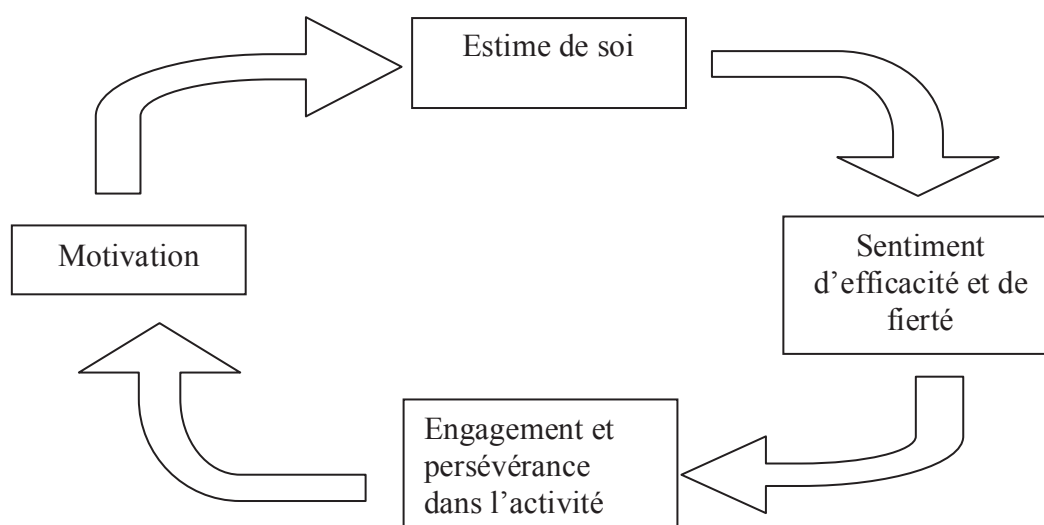 Estime de soi
Motivation
Sentiment
d’efficacité et de
fierté
Engagement et
persévérance
dans l’activité